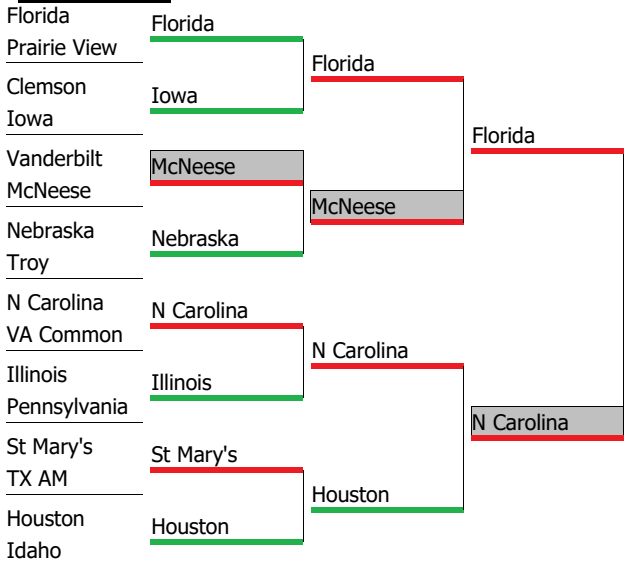 Florida
Prairie View
Clemson
Iowa
Vanderbilt
McNeese
Nebraska
Troy
N Carolina
VA Common
Illinois
Pennsylvania
St Mary's
TX AM
Houston
Idaho
Florida
Iowa
McNeese
Nebraska
N Carolina
Illinois
St Mary's
Houston
Florida
McNeese
N Carolina
Houston
Florida
N Carolina